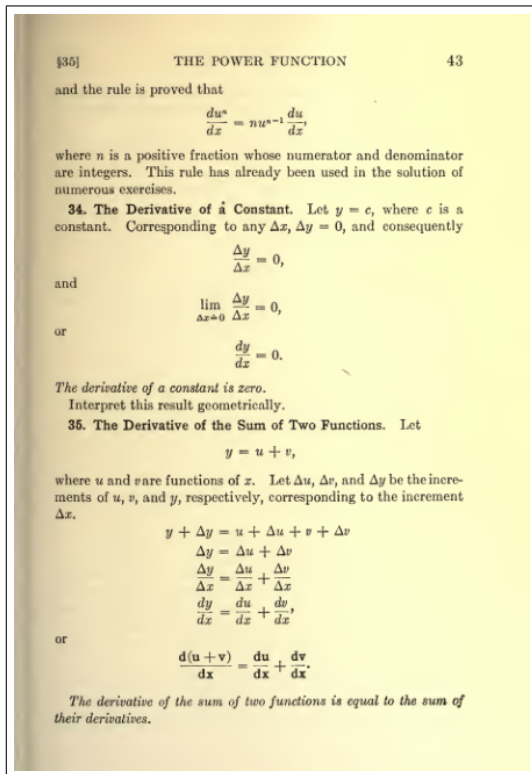 §35] THE POWER FUNCTION 43
and the rule is proved that
duⁿ/dx = nuⁿ⁻¹ du/dx,
where n is a positive fraction whose numerator and denominator
are integers. This rule has already been used in the solution of
numerous exercises.
34. The Derivative of a Constant. Let y = c, where c is a
constant. Corresponding to any Δx, Δy = 0, and consequently
Δy/Δx = 0,
and
lim Δx≐0 Δy/Δx = 0,
or
dy/dx = 0.
The derivative of a constant is zero.
Interpret this result geometrically.
35. The Derivative of the Sum of Two Functions. Let
y = u + v,
where u and v are functions of x. Let Δu, Δv, and Δy be the incre-
ments of u, v, and y, respectively, corresponding to the increment
Δx.
y + Δy = u + Δu + v + Δv
Δy = Δu + Δv
Δy/Δx = Δu/Δx + Δv/Δx
dy/dx = du/dx + dv/dx,
or
d(u + v)/dx = du/dx + dv/dx.
The derivative of the sum of two functions is equal to the sum of
their derivatives.